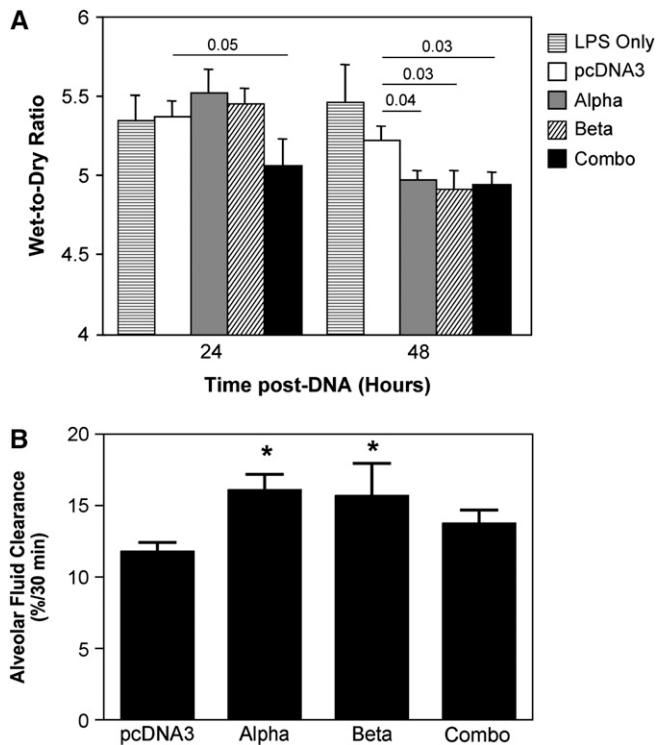 A
Wet-to-Dry Ratio
6
5.5
5
4.5
4
0.05
0.03
0.03
0.04
24
48
Time post-DNA (Hours)
LPS Only
pcDNA3
Alpha
Beta
Combo
B
Alveolar Fluid Clearance
(%/30 min)
20
15
10
5
0
*
*
pcDNA3
Alpha
Beta
Combo